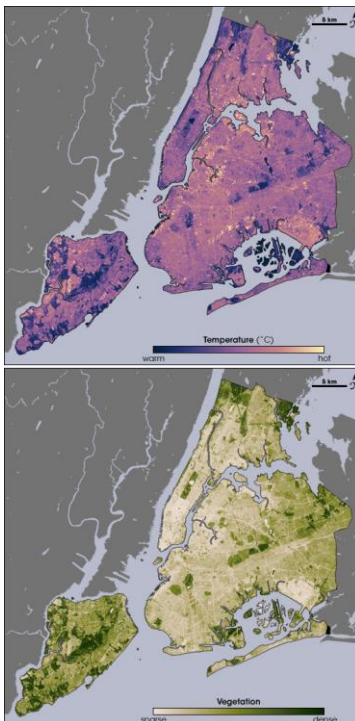 5 km
Temperature (°C)
warm
hot
5 km
Vegetation
sparse
dense